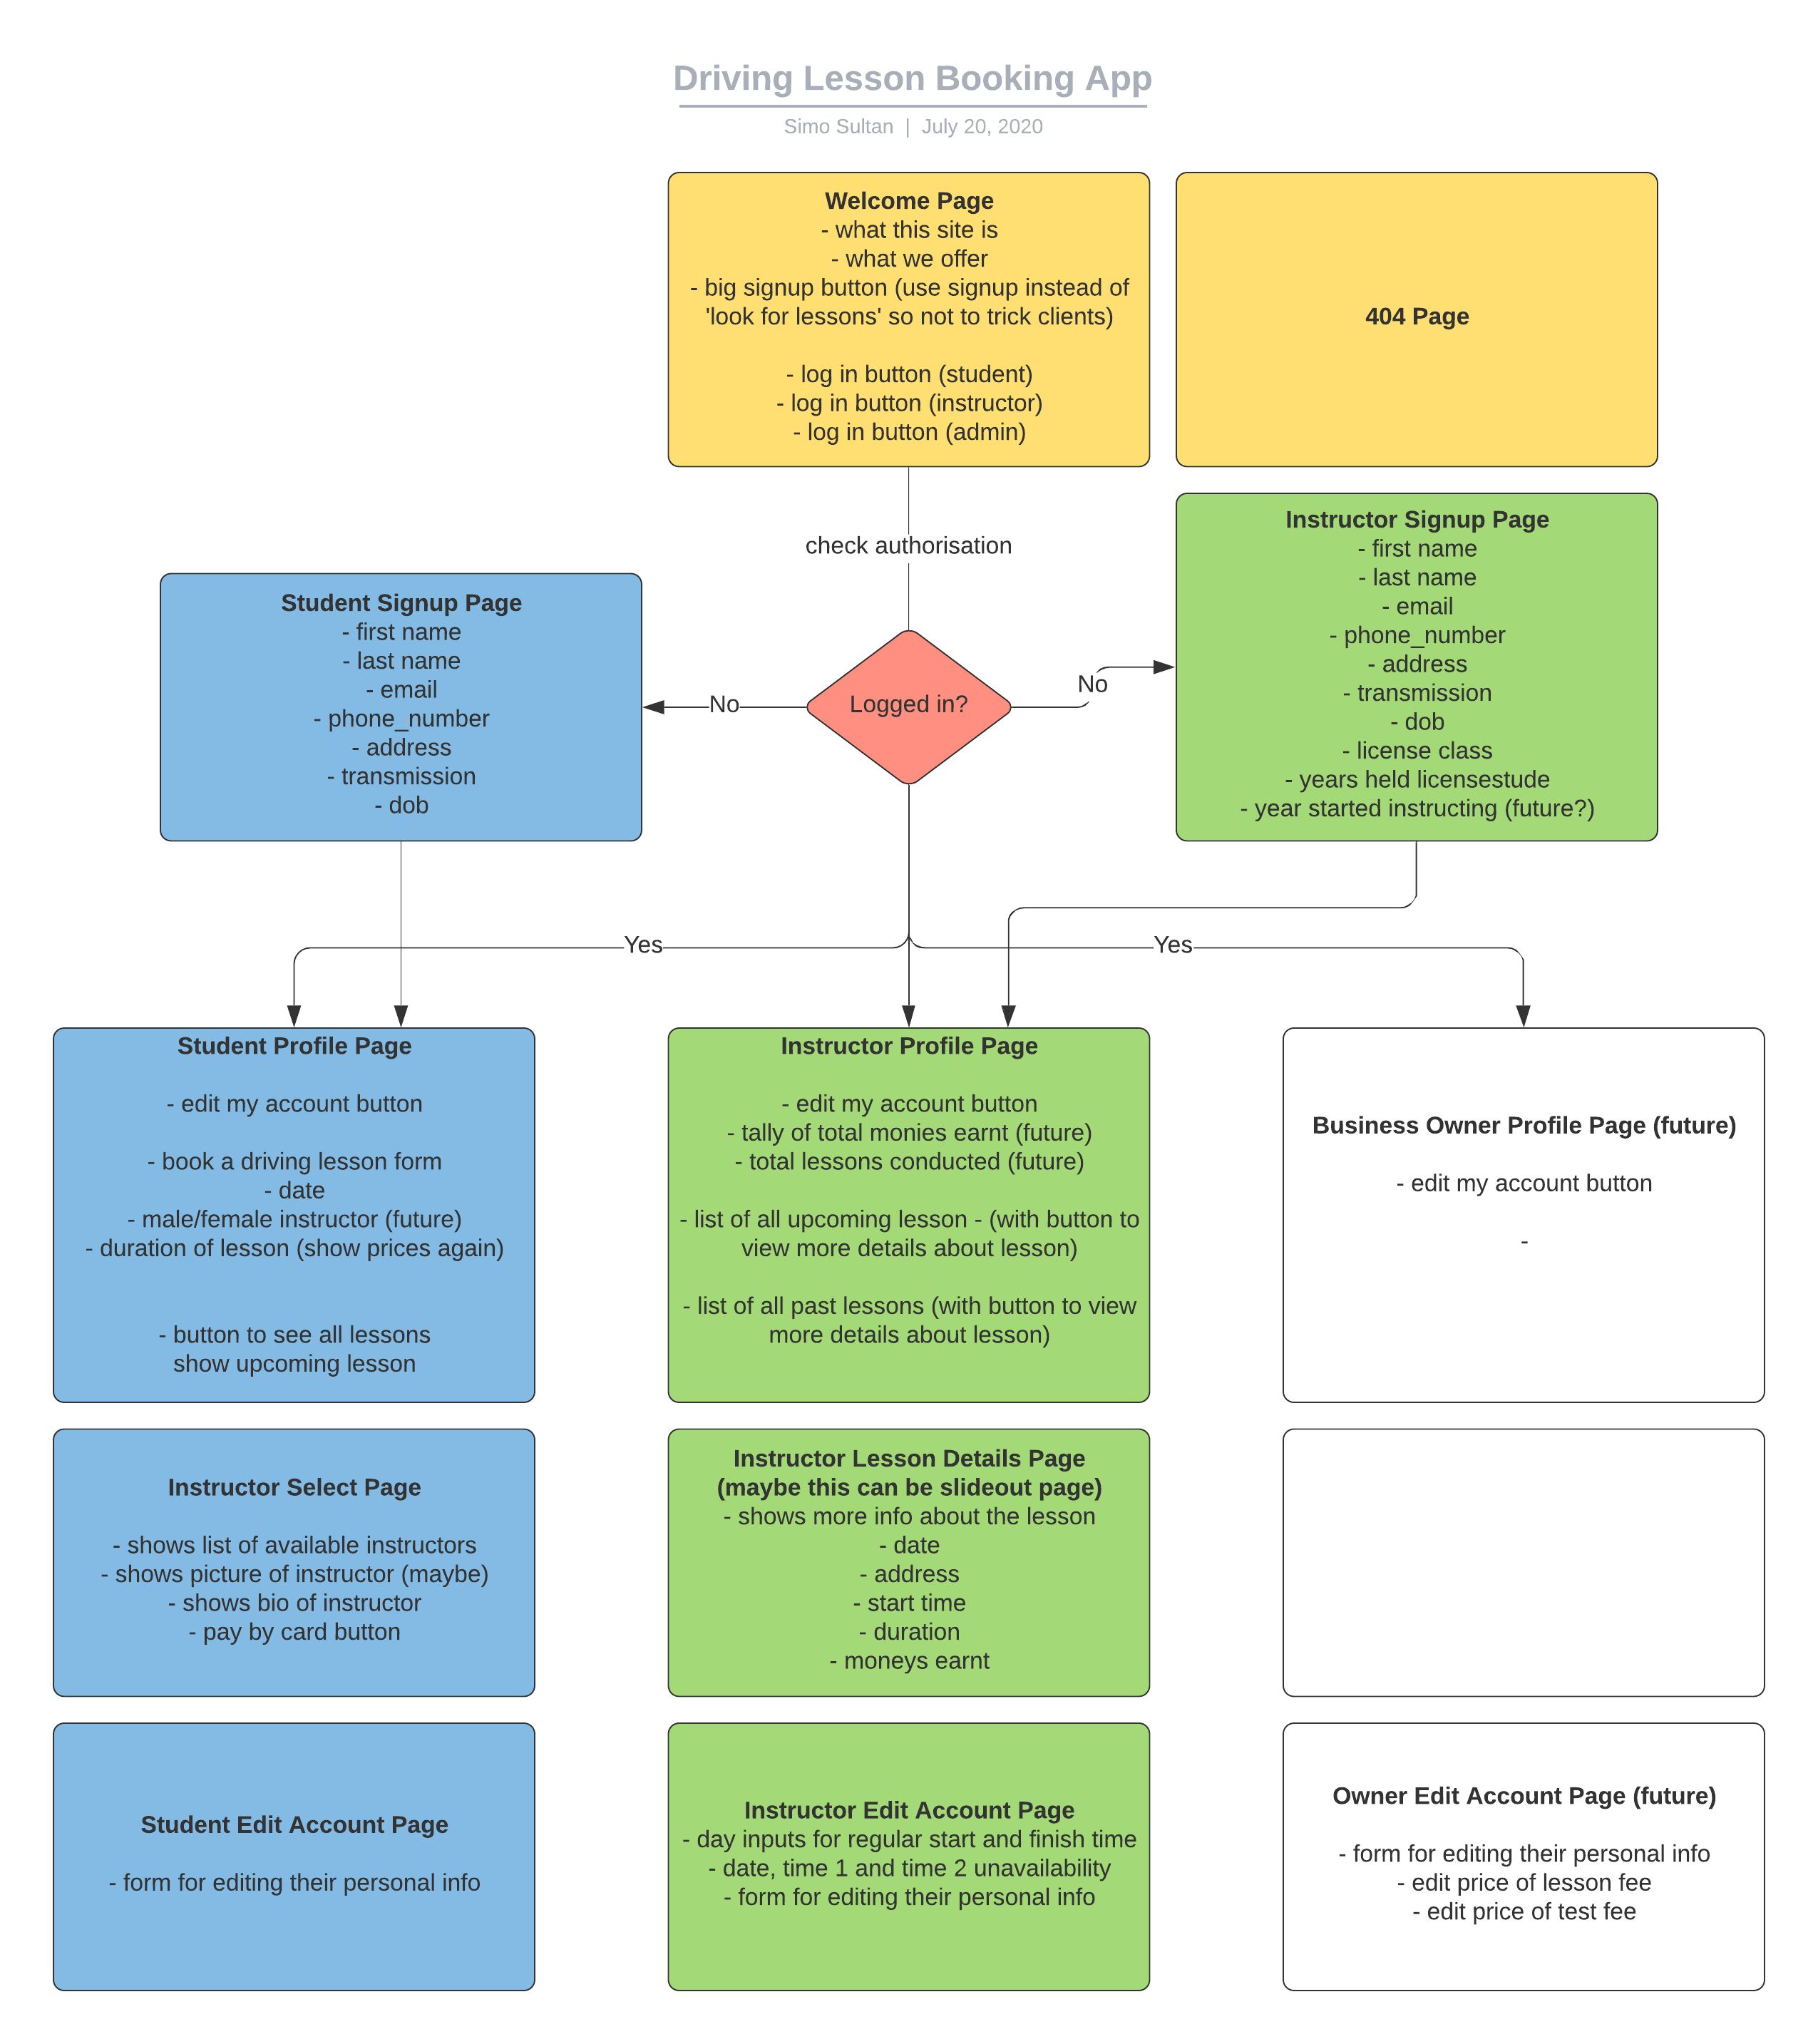 Driving Lesson Booking App
Simo Sultan | July 20, 2020
Welcome Page
- what this site is
- what we offer
- big signup button (use signup instead of
'look for lessons' so not to trick clients)
- log in button (student)
- log in button (instructor)
- log in button (admin)
404 Page
check authorisation
Instructor Signup Page
- first name
- last name
- email
- phone_number
- address
- transmission
- dob
- license class
- years held licensestude
- year started instructing (future?)
Student Signup Page
- first name
- last name
- email
- phone_number
- address
- transmission
- dob
No
Logged in?
No
Yes
Yes
Student Profile Page
- edit my account button
- book a driving lesson form
- date
- male/female instructor (future)
- duration of lesson (show prices again)
- button to see all lessons
show upcoming lesson
Instructor Profile Page
- edit my account button
- tally of total monies earnt (future)
- total lessons conducted (future)
- list of all upcoming lesson - (with button to
view more details about lesson)
- list of all past lessons (with button to view
more details about lesson)
Business Owner Profile Page (future)
- edit my account button
-
Instructor Select Page
- shows list of available instructors
- shows picture of instructor (maybe)
- shows bio of instructor
- pay by card button
Instructor Lesson Details Page
(maybe this can be slideout page)
- shows more info about the lesson
- date
- address
- start time
- duration
- moneys earnt
Student Edit Account Page
- form for editing their personal info
Instructor Edit Account Page
- day inputs for regular start and finish time
- date, time 1 and time 2 unavailability
- form for editing their personal info
Owner Edit Account Page (future)
- form for editing their personal info
- edit price of lesson fee
- edit price of test fee